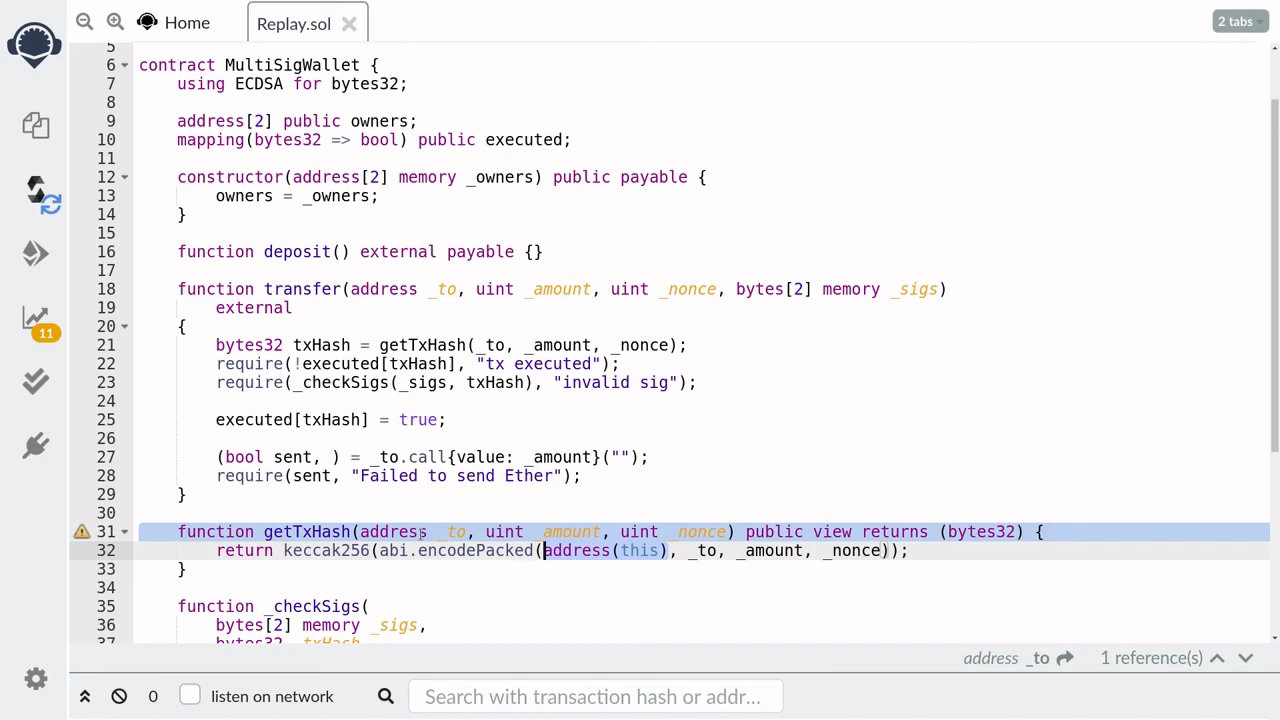 Home
Replay.sol
2 tabs
5
6 contract MultiSigWallet {
7 using ECDSA for bytes32;
8
9 address[2] public owners;
10 mapping(bytes32 => bool) public executed;
11
12 constructor(address[2] memory _owners) public payable {
13 owners = _owners;
14 }
15
16 function deposit() external payable {}
17
18 function transfer(address _to, uint _amount, uint _nonce, bytes[2] memory _sigs)
19 external
20 {
21 bytes32 txHash = getTxHash(_to, _amount, _nonce);
22 require(!executed[txHash], "tx executed");
23 require(_checkSigs(_sigs, txHash), "invalid sig");
24
25 executed[txHash] = true;
26
27 (bool sent, ) = _to.call{value: _amount}("");
28 require(sent, "Failed to send Ether");
29 }
30
31 function getTxHash(address _to, uint _amount, uint _nonce) public view returns (bytes32) {
32 return keccak256(abi.encodePacked(address(this), _to, _amount, _nonce));
33 }
34
35 function _checkSigs(
36 bytes[2] memory _sigs,
37 bytes32 _txHash
11
address _to 1 reference(s)
0 listen on network Search with transaction hash or addr...